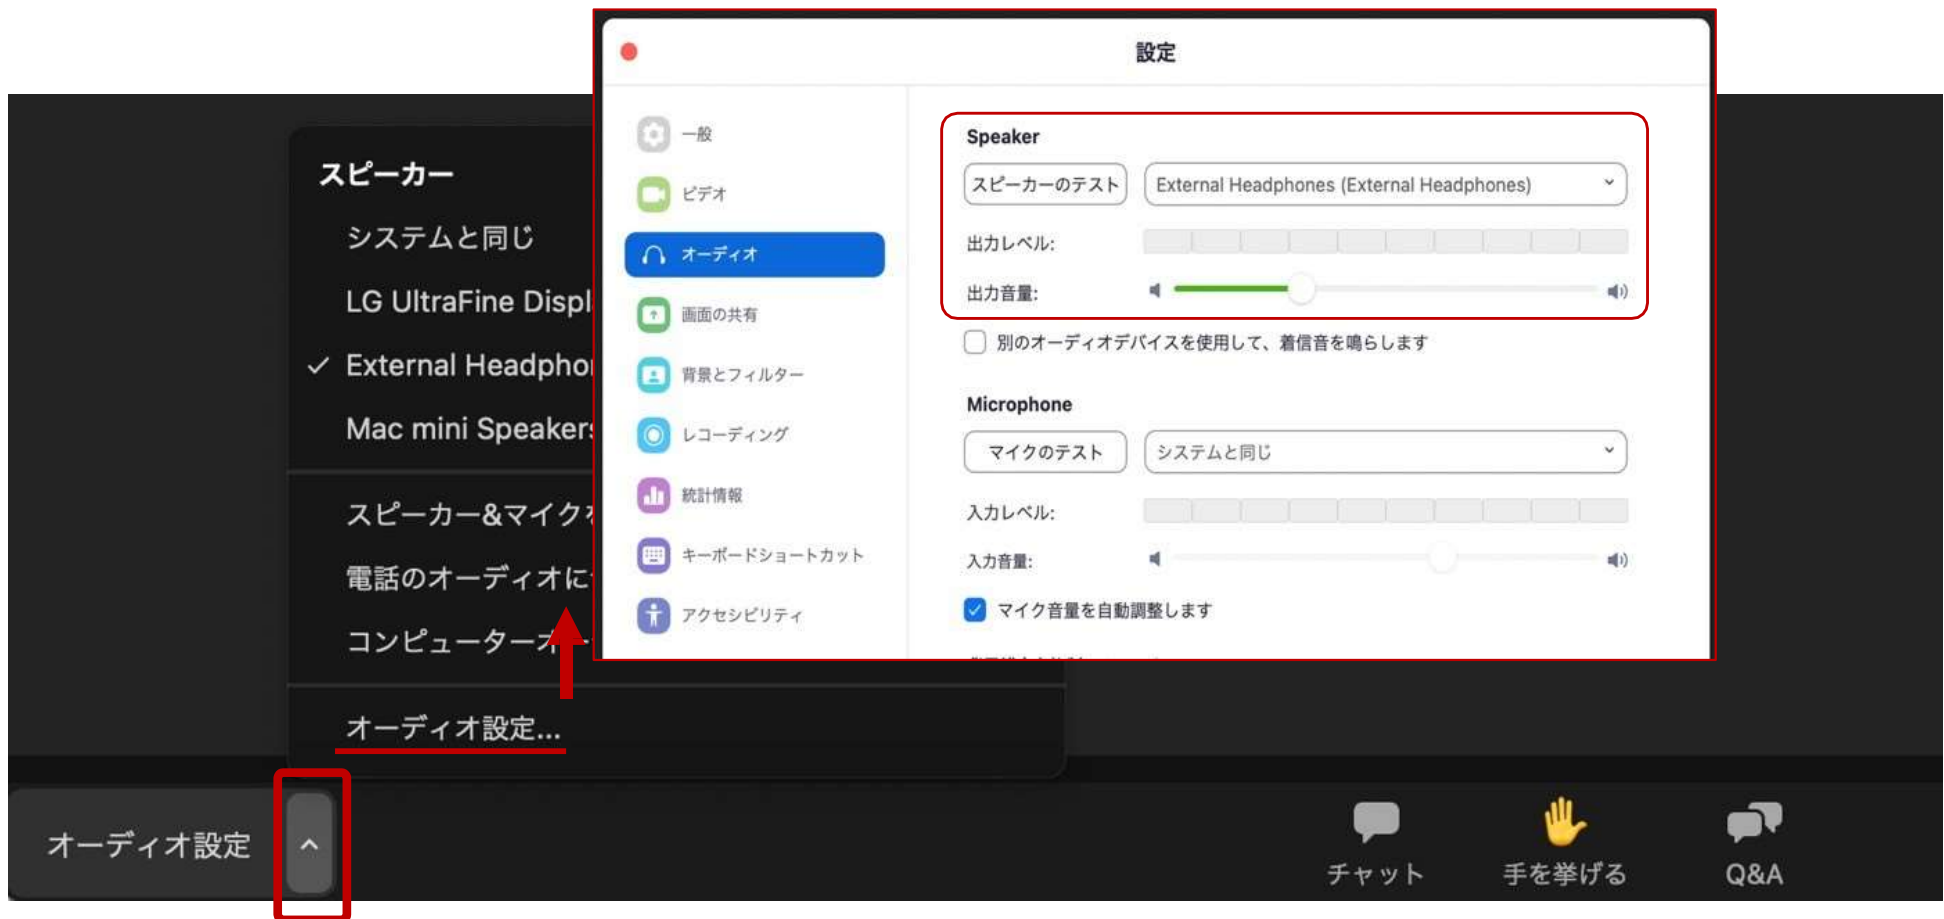 設定
一般
ビデオ
オーディオ
画面の共有
背景とフィルター
レコーディング
統計情報
キーボードショートカット
アクセシビリティ
Speaker
スピーカーのテスト
External Headphones (External Headphones)
出力レベル:
出力音量:
別のオーディオデバイスを使用して、着信音を鳴らします
Microphone
マイクのテスト
システムと同じ
入力レベル:
入力音量:
マイク音量を自動調整します
スピーカー
システムと同じ
LG UltraFine Displ
External Headpho
Mac mini Speakers
スピーカー&マイクを
電話のオーディオに
コンピューターオー
オーディオ設定...
オーディオ設定
チャット
手を挙げる
Q&A